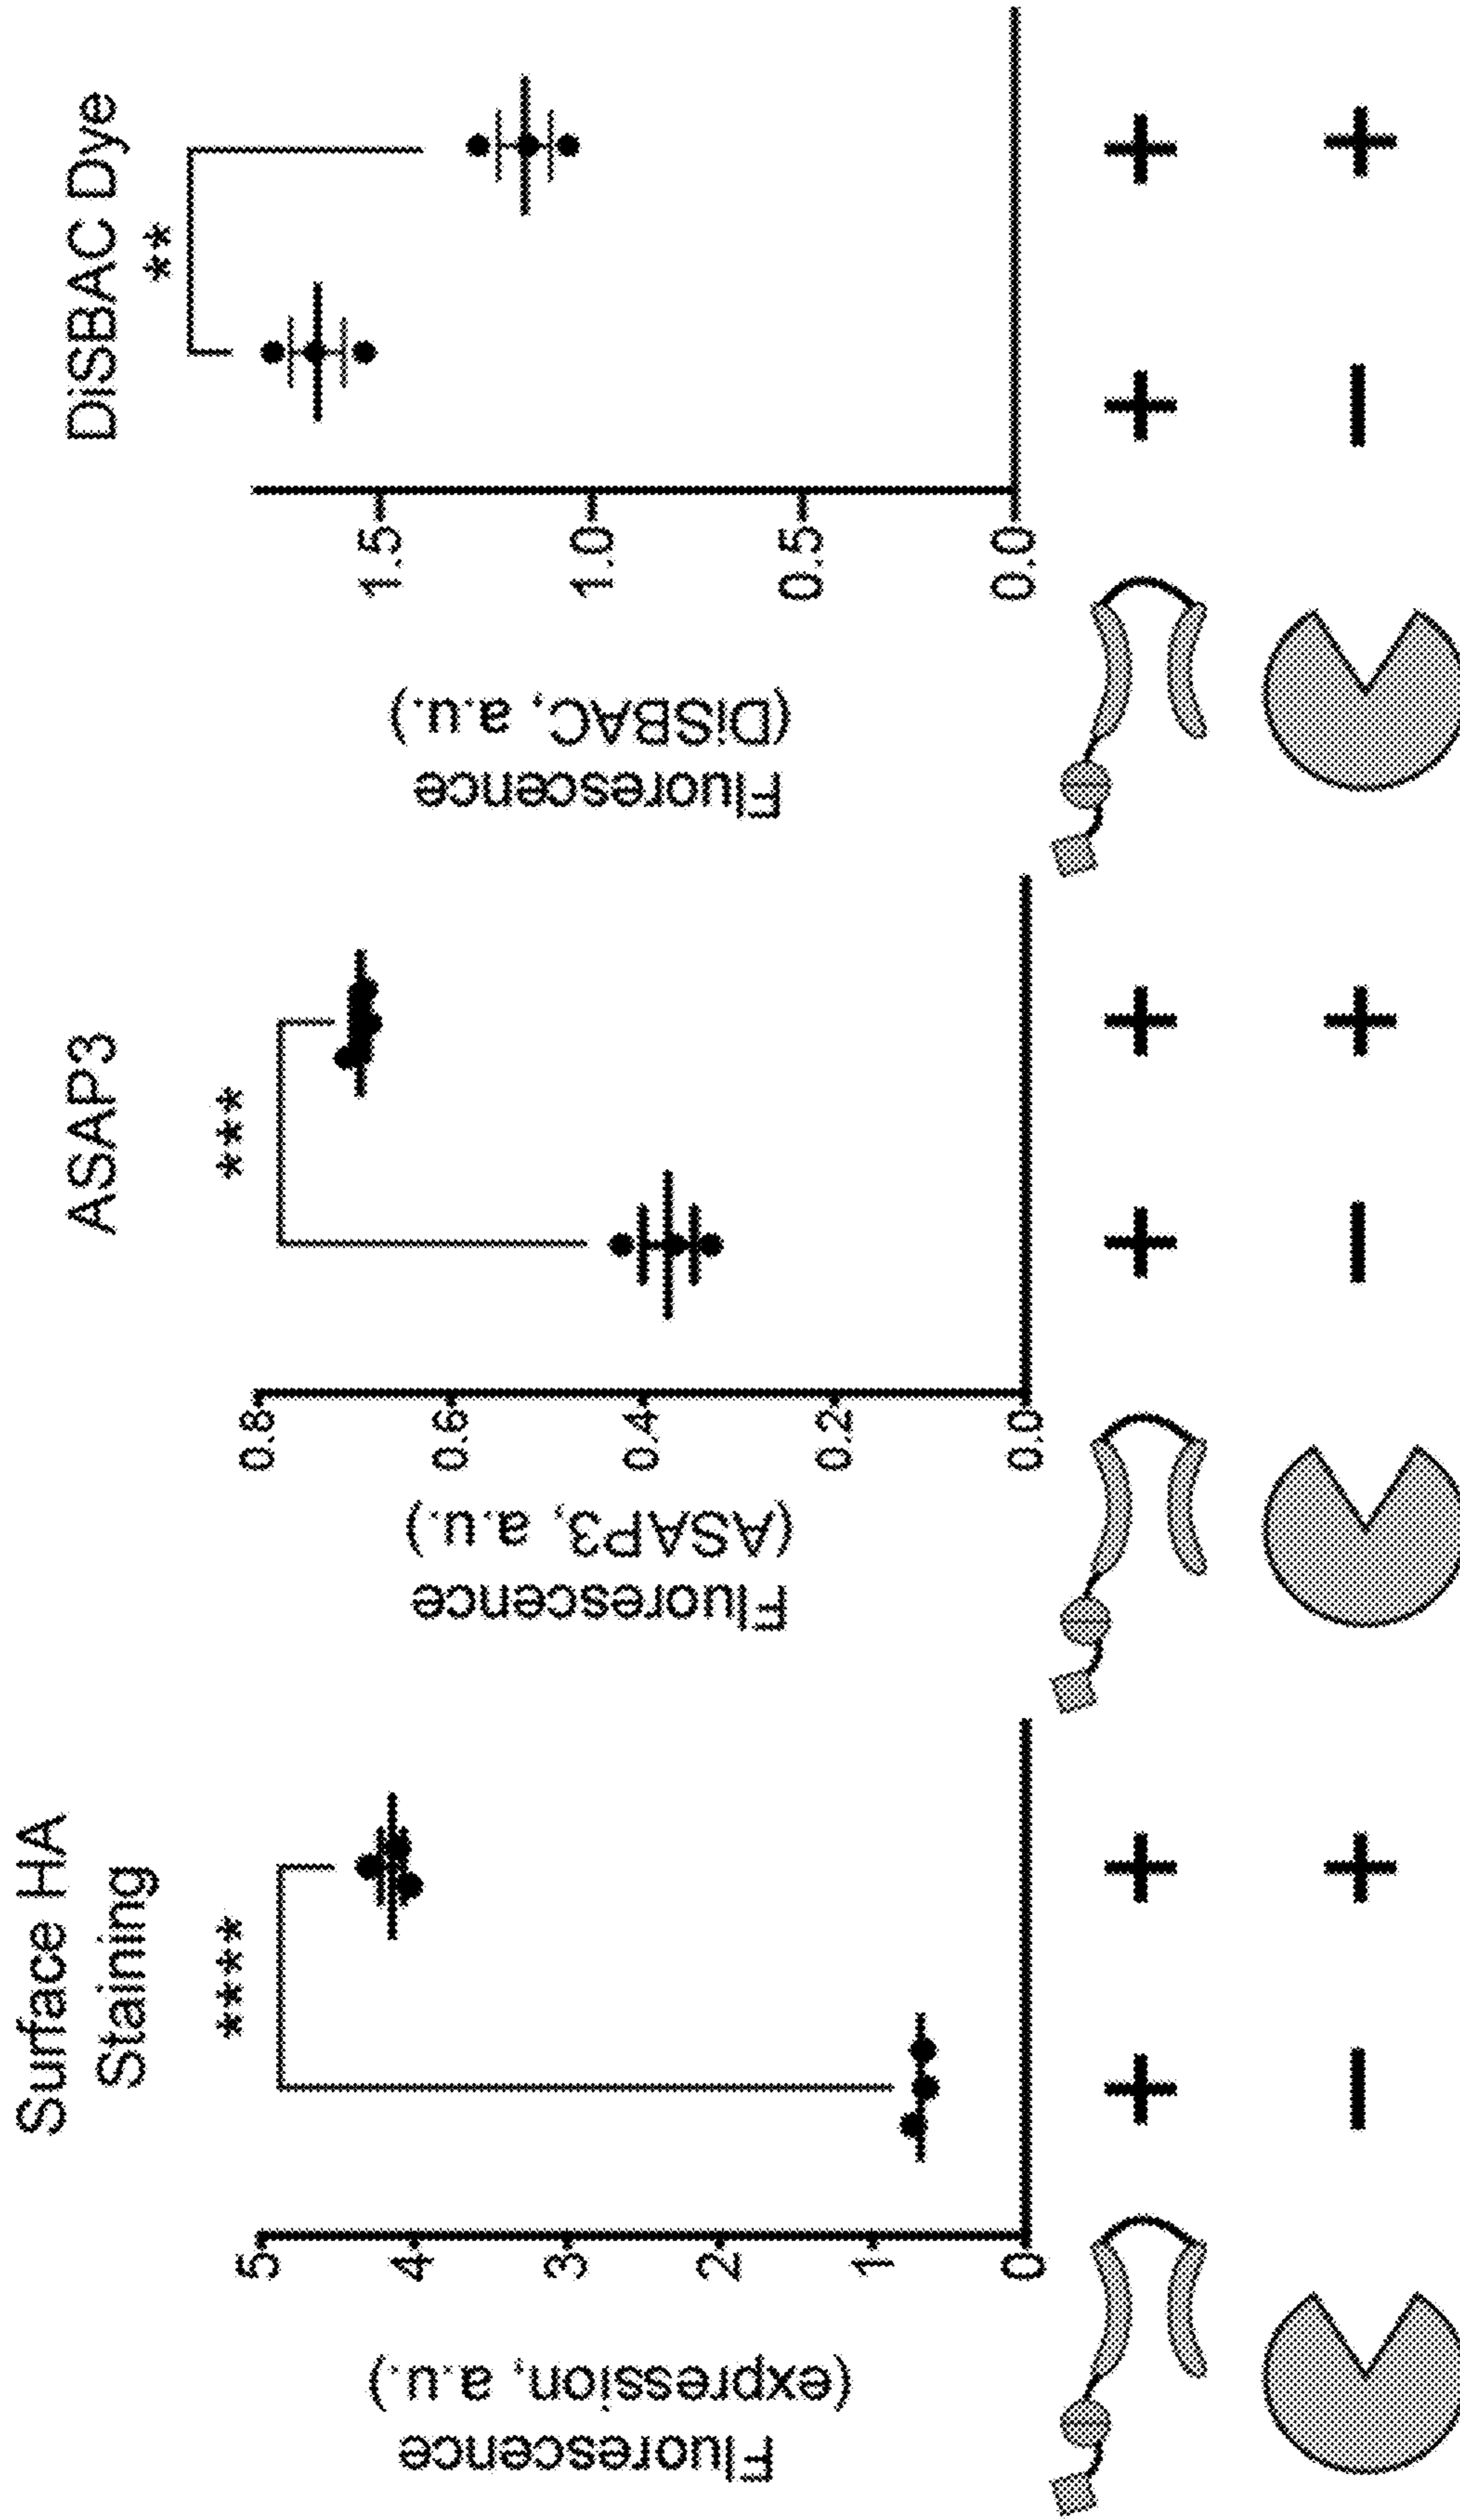 Surface HA
Staining
****
Fluorescence
(expression, a.u.)
5
4
3
2
1
0
+ +
− +
ASAP3
***
Fluorescence
(ASAP3, a.u.)
0.8
0.6
0.4
0.2
0.0
+ +
− +
DiSBAC Dye
**
Fluorescence
(DiSBAC, a.u.)
1.5
1.0
0.5
0.0
+ +
− +